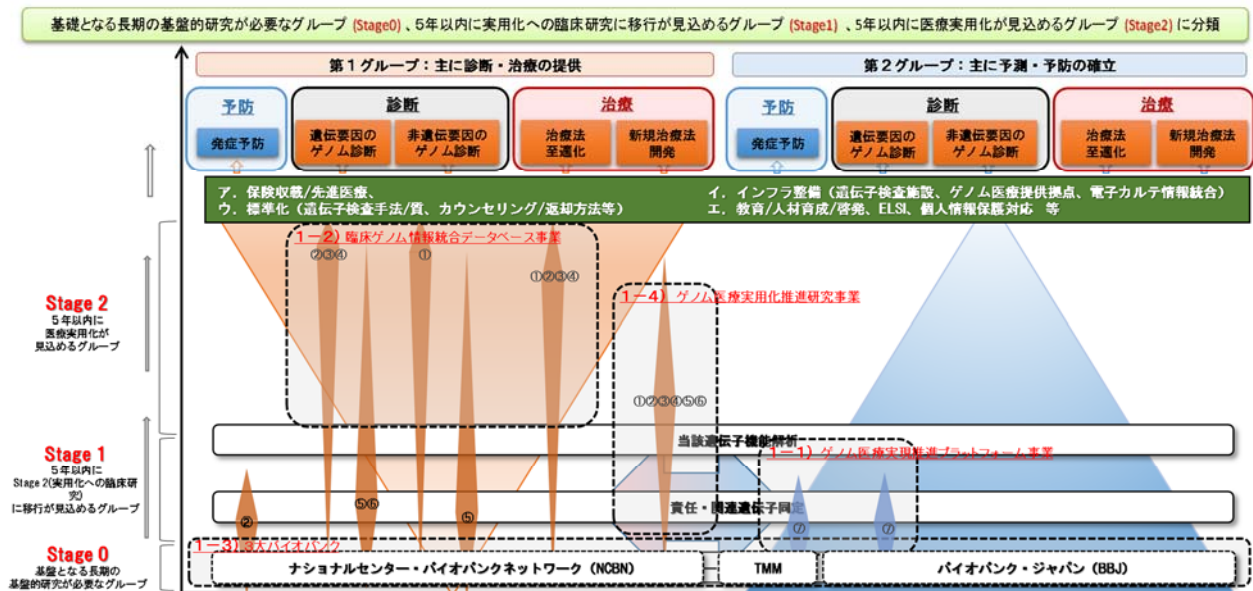 基礎となる長期の基盤的研究が必要なグループ (Stage0)、5年以内に実用化への臨床研究に移行が見込めるグループ (Stage1) 、5年以内に医療実用化が見込めるグループ (Stage2) に分類
第1グループ：主に診断・治療の提供
第2グループ：主に予測・予防の確立
予防
診断
治療
予防
診断
治療
発症予防
遺伝要因の
ゲノム診断
非遺伝要因の
ゲノム診断
治療法
至適化
新規治療法
開発
発症予防
遺伝要因の
ゲノム診断
非遺伝要因の
ゲノム診断
治療法
至適化
新規治療法
開発
ア. 保険収載/先進医療、
イ. インフラ整備（遺伝子検査施設、ゲノム医療提供拠点、電子カルテ情報統合）
ウ. 標準化（遺伝子検査手法/質、カウンセリング/返却方法等）
エ. 教育/人材育成/啓発、ELSI、個人情報保護対応 等
1－2）臨床ゲノム情報統合データベース事業
②③④
①
①②③④
1－4）ゲノム医療実用化推進研究事業
Stage 2
5年以内に
医療実用化が
見込めるグループ
①②③④⑤⑥
当該遺伝子機能解析
1－1）ゲノム医療実現推進プラットフォーム事業
Stage 1
5年以内に
Stage 2(実用化への臨床研
究)
に移行が見込めるグループ
②
⑤⑥
⑤
責任・関連遺伝子同定
⑦
⑦
1－3）3大バイオバンク
Stage 0
基盤となる長期の
基盤的研究が必要なグループ
ナショナルセンター・バイオバンクネットワーク（NCBN）
TMM
バイオバンク・ジャパン（BBJ）